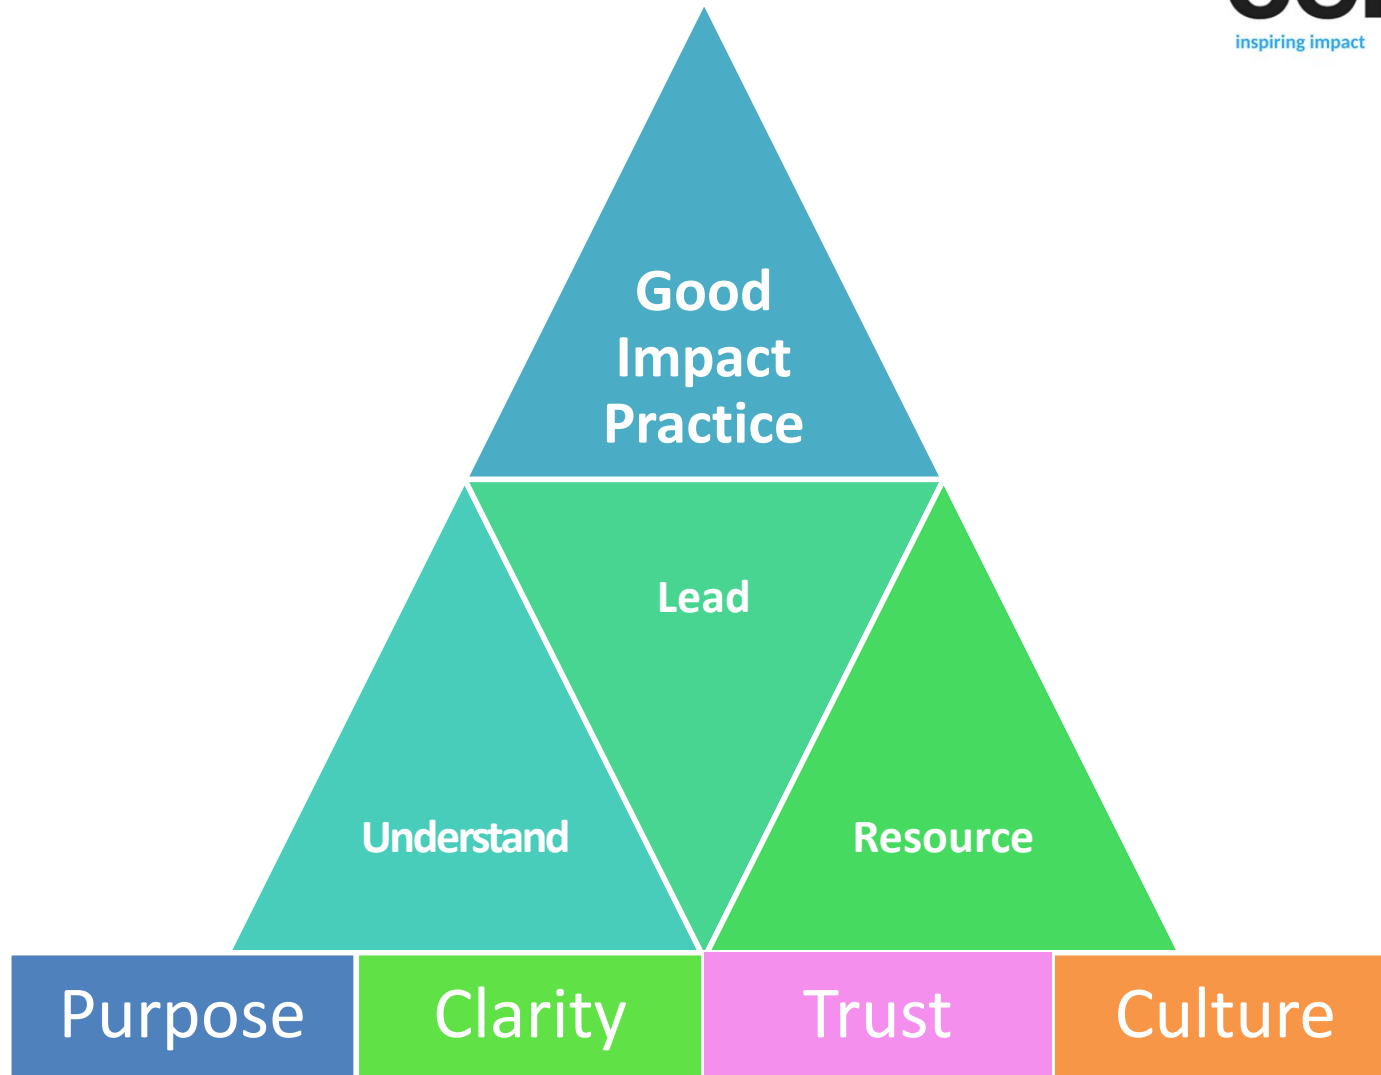 inspiring impact
Good
Impact
Practice
Lead
Understand
Resource
Purpose
Clarity
Trust
Culture